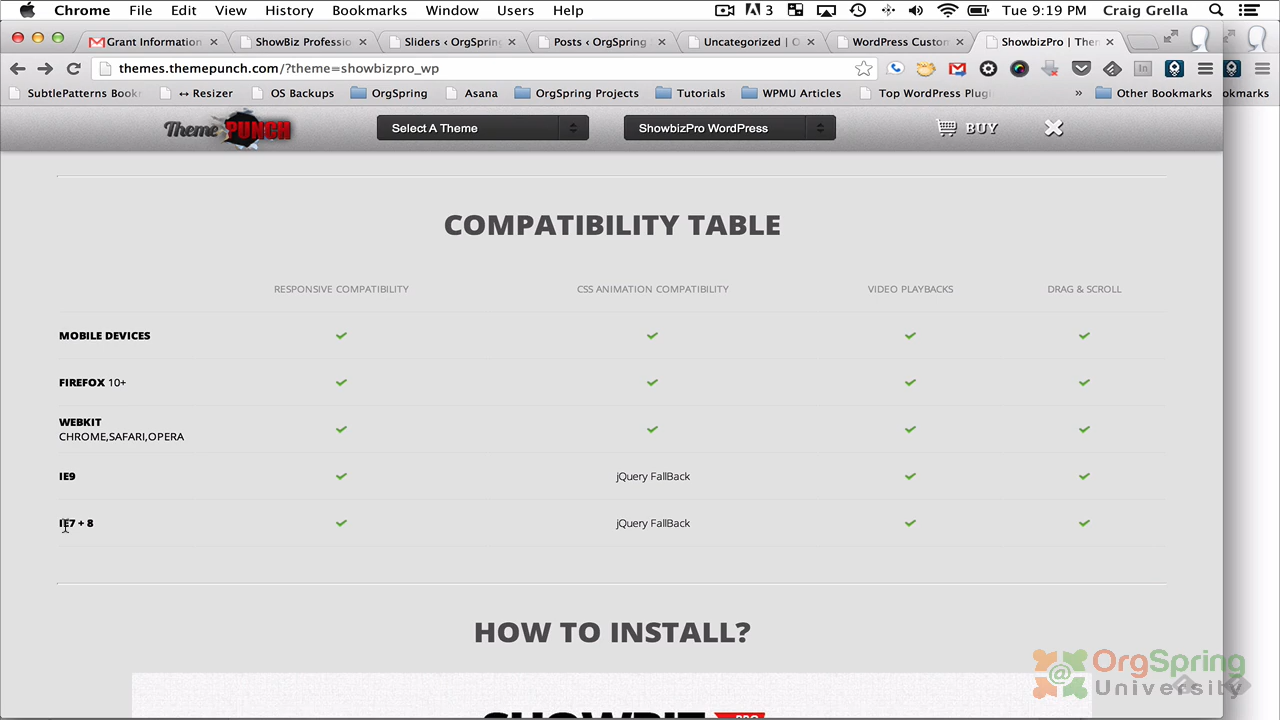 Chrome File Edit View History Bookmarks Window Users Help 3 Tue 9:19 PM Craig Grella
Grant Information ShowBiz Professio Sliders ‹ OrgSpring Posts ‹ OrgSpring Uncategorized | O WordPress Custom ShowbizPro | Them
themes.themepunch.com/?theme=showbizpro_wp
SubtlePatterns Book ↔ Resizer OS Backups OrgSpring Asana OrgSpring Projects Tutorials WPMU Articles Top WordPress Plugi » Other Bookmarks okmarks
Theme PUNCH Select A Theme ShowbizPro WordPress BUY
COMPATIBILITY TABLE
RESPONSIVE COMPATIBILITY CSS ANIMATION COMPATIBILITY VIDEO PLAYBACKS DRAG & SCROLL
MOBILE DEVICES
FIREFOX 10+
WEBKIT
CHROME,SAFARI,OPERA
IE9 jQuery FallBack
IE7 + 8 jQuery FallBack
HOW TO INSTALL?
OrgSpring
University
SHOWBIZ PRO